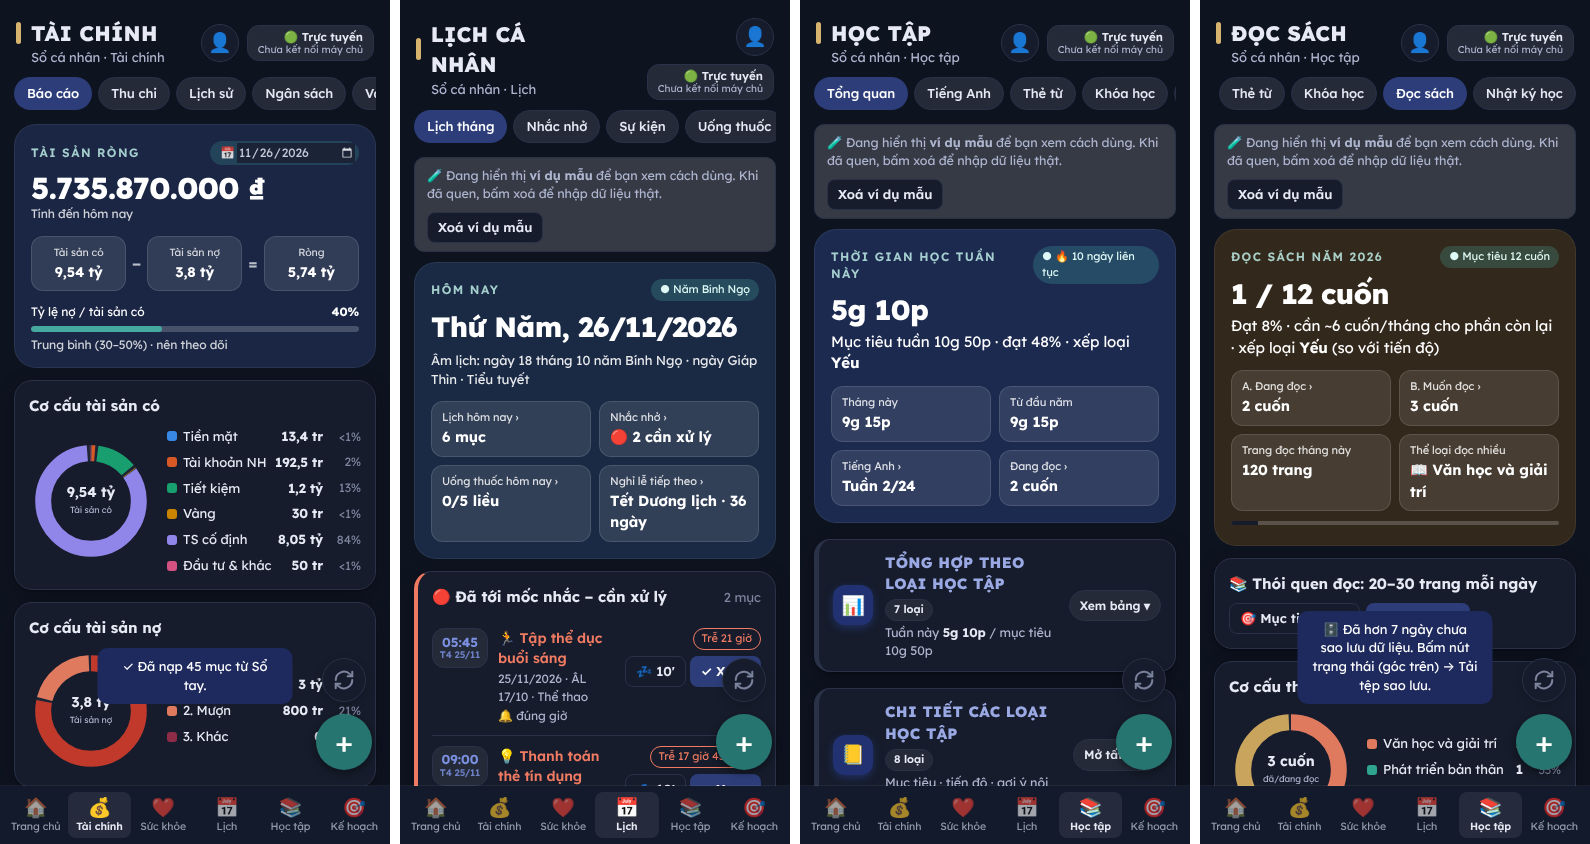 TÀI CHÍNH
Sổ cá nhân · Tài chính
🟢 Trực tuyến
Chưa kết nối máy chủ
Báo cáo
Thu chi
Lịch sử
Ngân sách
TÀI SẢN RÒNG
11/26/2026
5.735.870.000 ₫
Tính đến hôm nay
Tài sản có
9,54 tỷ
–
Tài sản nợ
3,8 tỷ
=
Ròng
5,74 tỷ
Tỷ lệ nợ / tài sản có 40%
Trung bình (30–50%) · nên theo dõi
Cơ cấu tài sản có
9,54 tỷ
Tài sản có
Tiền mặt 13,4 tr <1%
Tài khoản NH 192,5 tr 2%
Tiết kiệm 1,2 tỷ 13%
Vàng 30 tr <1%
TS cố định 8,05 tỷ 84%
Đầu tư & khác 50 tr <1%
Cơ cấu tài sản nợ
✓ Đã nạp 45 mục từ Sổ
tay.
3,8 tỷ
Tài sản nợ
3 tỷ
2. Mượn 800 tr 21%
3. Khác
+
Trang chủ
Tài chính
Sức khỏe
Lịch
Học tập
Kế hoạch
LỊCH CÁ
NHÂN
Sổ cá nhân · Lịch
🟢 Trực tuyến
Chưa kết nối máy chủ
Lịch tháng
Nhắc nhở
Sự kiện
Uống thuốc
🧪 Đang hiển thị ví dụ mẫu để bạn xem cách dùng. Khi
đã quen, bấm xoá để nhập dữ liệu thật.
Xoá ví dụ mẫu
HÔM NAY
● Năm Bính Ngọ
Thứ Năm, 26/11/2026
Âm lịch: ngày 18 tháng 10 năm Bính Ngọ · ngày Giáp
Thìn · Tiểu tuyết
Lịch hôm nay ›
6 mục
Nhắc nhở ›
🔴 2 cần xử lý
Uống thuốc hôm nay ›
0/5 liều
Nghỉ lễ tiếp theo ›
Tết Dương lịch · 36
ngày
🔴 Đã tới mốc nhắc – cần xử lý 2 mục
05:45
T4 25/11
🏃 Tập thể dục
buổi sáng
25/11/2026 · ÂL
17/10 · Thể thao
🔔 đúng giờ
Trễ 21 giờ
💤 10'
✓ X
09:00
T4 25/11
💡 Thanh toán
thẻ tín dụng
Trễ 17 giờ
+
Trang chủ
Tài chính
Sức khỏe
Lịch
Học tập
Kế hoạch
HỌC TẬP
Sổ cá nhân · Học tập
🟢 Trực tuyến
Chưa kết nối máy chủ
Tổng quan
Tiếng Anh
Thẻ từ
Khóa học
🧪 Đang hiển thị ví dụ mẫu để bạn xem cách dùng. Khi
đã quen, bấm xoá để nhập dữ liệu thật.
Xoá ví dụ mẫu
THỜI GIAN HỌC TUẦN
NÀY
● 🔥 10 ngày liên
tục
5g 10p
Mục tiêu tuần 10g 50p · đạt 48% · xếp loại
Yếu
Tháng này
9g 15p
Từ đầu năm
9g 15p
Tiếng Anh ›
Tuần 2/24
Đang đọc ›
2 cuốn
TỔNG HỢP THEO
LOẠI HỌC TẬP
7 loại
Tuần này 5g 10p / mục tiêu
10g 50p
Xem bảng ▾
CHI TIẾT CÁC LOẠI
HỌC TẬP
8 loại
Mục tiêu · tiến độ · gợi ý nội
+
Trang chủ
Tài chính
Sức khỏe
Lịch
Học tập
Kế hoạch
ĐỌC SÁCH
Sổ cá nhân · Học tập
🟢 Trực tuyến
Chưa kết nối máy chủ
Thẻ từ
Khóa học
Đọc sách
Nhật ký học
🧪 Đang hiển thị ví dụ mẫu để bạn xem cách dùng. Khi
đã quen, bấm xoá để nhập dữ liệu thật.
Xoá ví dụ mẫu
ĐỌC SÁCH NĂM 2026
● Mục tiêu 12 cuốn
1 / 12 cuốn
Đạt 8% · cần ~6 cuốn/tháng cho phần còn lại
· xếp loại Yếu (so với tiến độ)
A. Đang đọc ›
2 cuốn
B. Muốn đọc ›
3 cuốn
Trang đọc tháng này
120 trang
Thể loại đọc nhiều
📖 Văn học và giải
trí
📚 Thói quen đọc: 20–30 trang mỗi ngày
🎯 Mục
🗄️ Đã hơn 7 ngày chưa
sao lưu dữ liệu. Bấm nút
trạng thái (góc trên) → Tải
tệp sao lưu.
Cơ cấu
3 cuốn
đã/đang đọc
Văn học và giải trí
Phát triển bản thân 1
+
Trang chủ
Tài chính
Sức khỏe
Lịch
Học tập
Kế hoạch